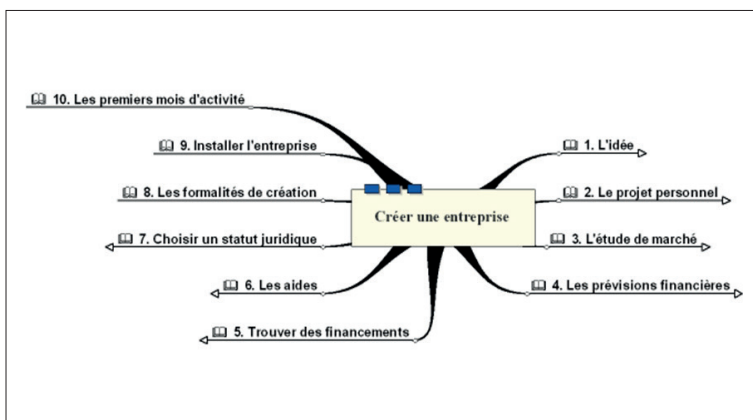 Créer une entreprise
1. L'idée
2. Le projet personnel
3. L'étude de marché
4. Les prévisions financières
5. Trouver des financements
6. Les aides
7. Choisir un statut juridique
8. Les formalités de création
9. Installer l'entreprise
10. Les premiers mois d'activité